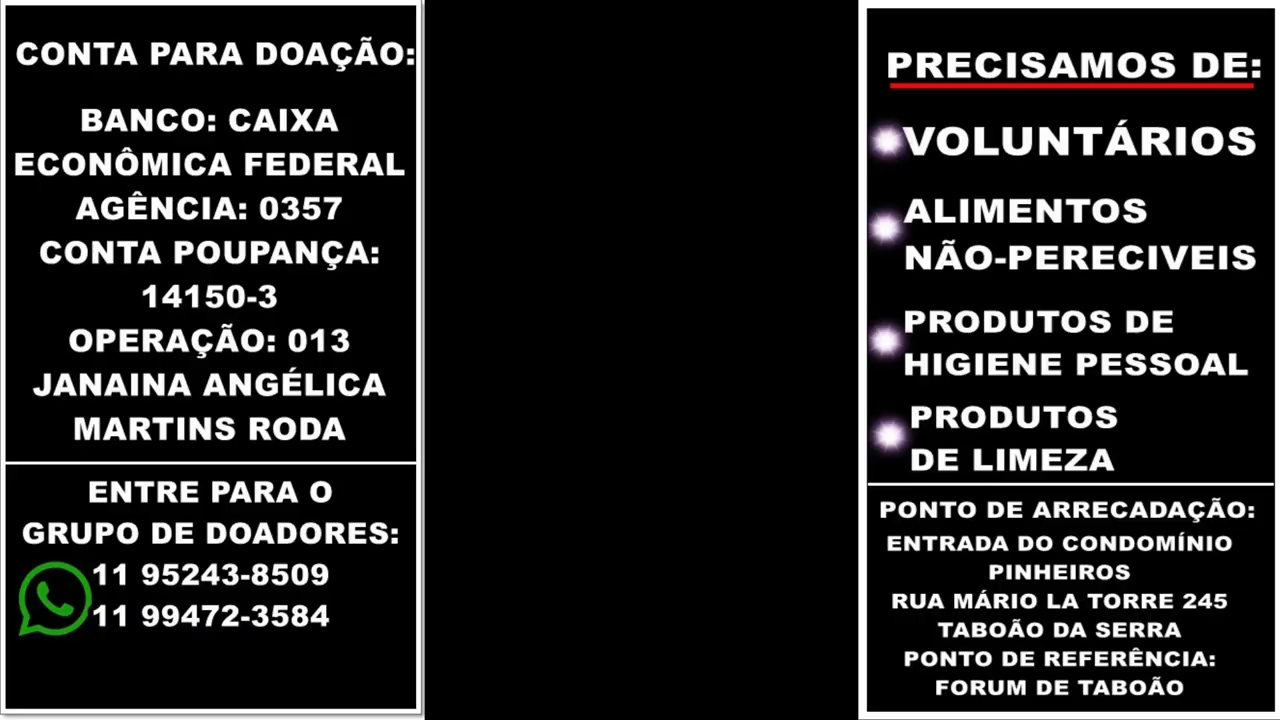 CONTA PARA DOAÇÃO:
BANCO: CAIXA
ECONÔMICA FEDERAL
AGÊNCIA: 0357
CONTA POUPANÇA:
14150-3
OPERAÇÃO: 013
JANAINA ANGÉLICA
MARTINS RODA
ENTRE PARA O
GRUPO DE DOADORES:
11 95243-8509
11 99472-3584
PRECISAMOS DE:
VOLUNTÁRIOS
ALIMENTOS
NÃO-PERECIVEIS
PRODUTOS DE
HIGIENE PESSOAL
PRODUTOS
DE LIMEZA
PONTO DE ARRECADAÇÃO:
ENTRADA DO CONDOMÍNIO
PINHEIROS
RUA MÁRIO LA TORRE 245
TABOÃO DA SERRA
PONTO DE REFERÊNCIA:
FORUM DE TABOÃO